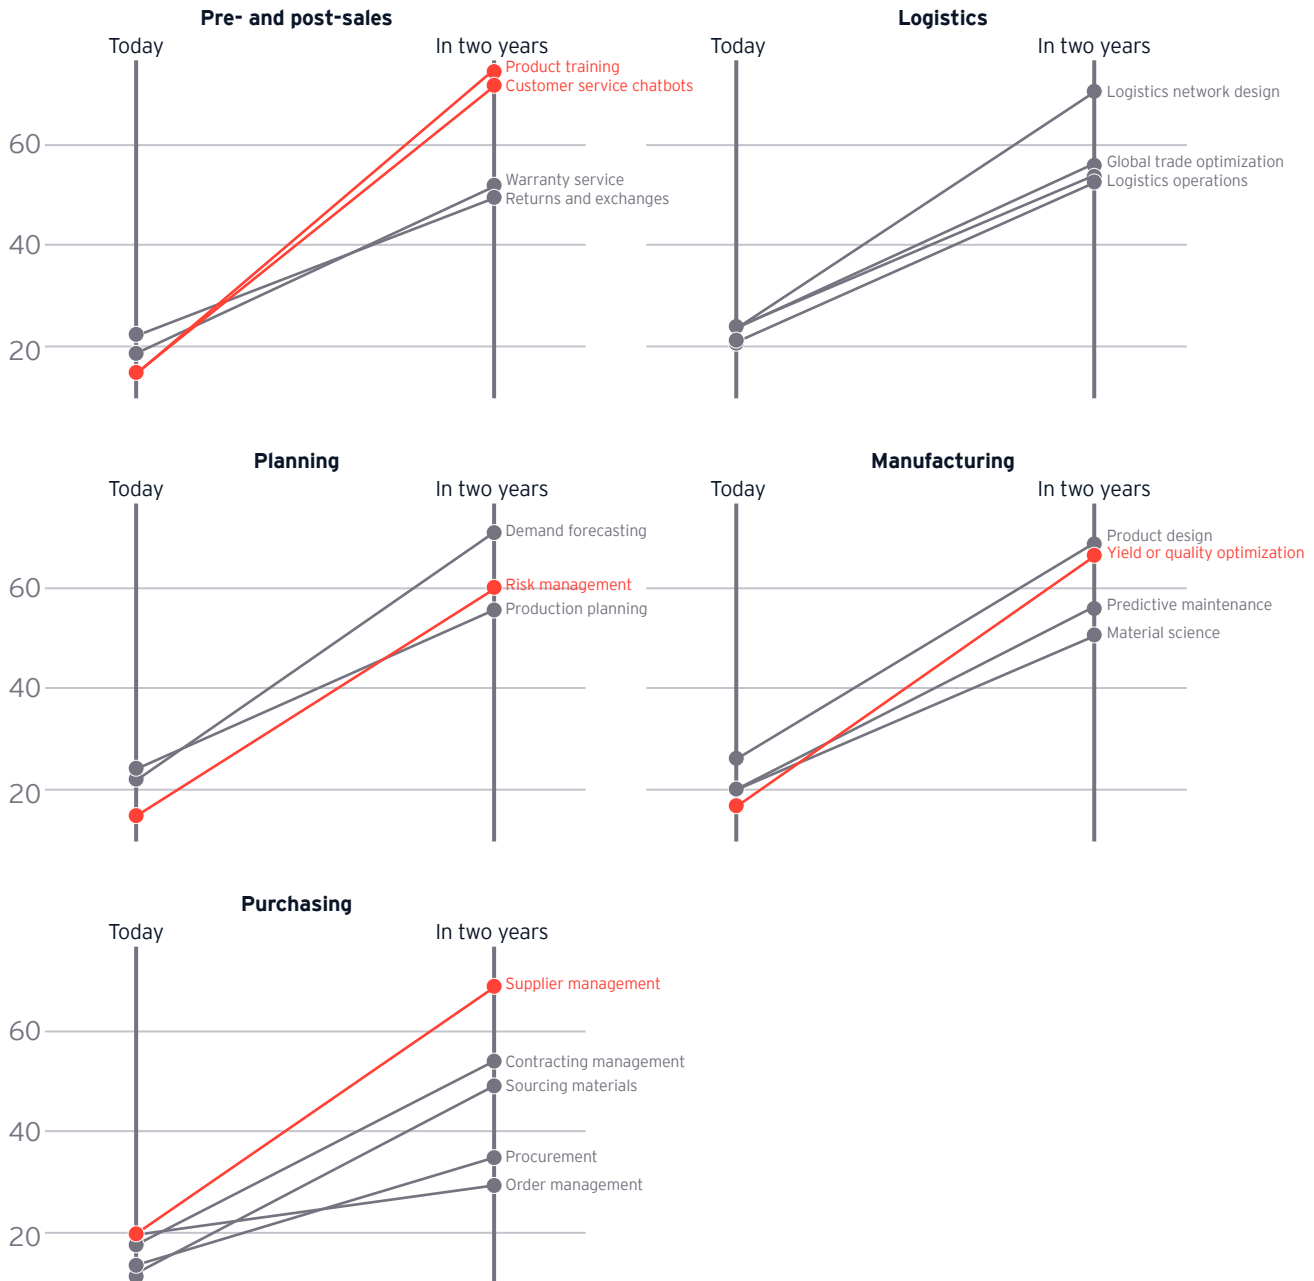 Pre- and post-sales
Today
In two years
Product training
Customer service chatbots
60
Warranty service
Returns and exchanges
40
20
Logistics
Today
In two years
Logistics network design
Global trade optimization
Logistics operations
Planning
Today
In two years
Demand forecasting
60
Risk management
Production planning
40
20
Manufacturing
Today
In two years
Product design
Yield or quality optimization
Predictive maintenance
Material science
Purchasing
Today
In two years
Supplier management
60
Contracting management
Sourcing materials
40
Procurement
Order management
20